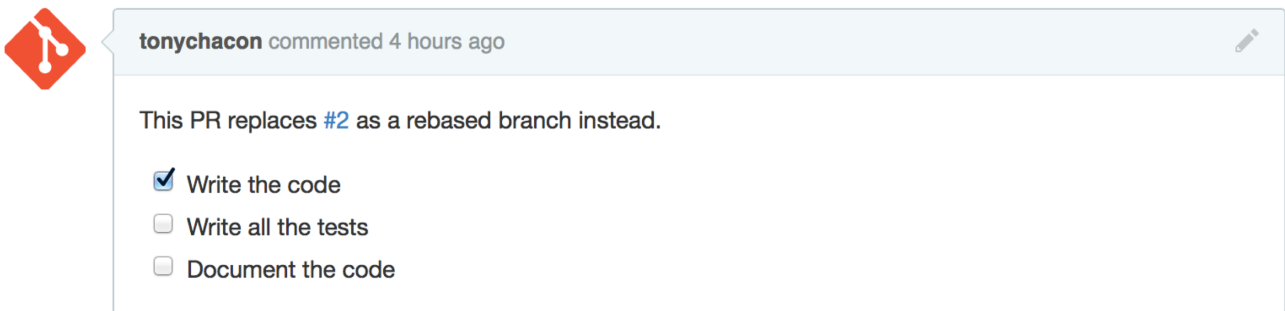 tonychacon commented 4 hours ago
This PR replaces #2 as a rebased branch instead.
Write the code
Write all the tests
Document the code